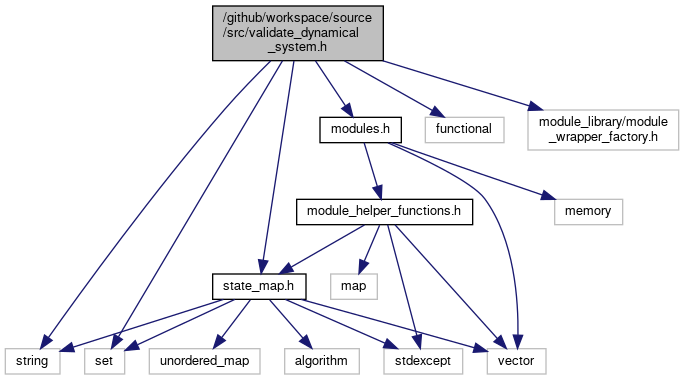 /github/workspace/source
/src/validate_dynamical
_system.h
modules.h
functional
module_library/module
_wrapper_factory.h
module_helper_functions.h
memory
state_map.h
map
string
set
unordered_map
algorithm
stdexcept
vector